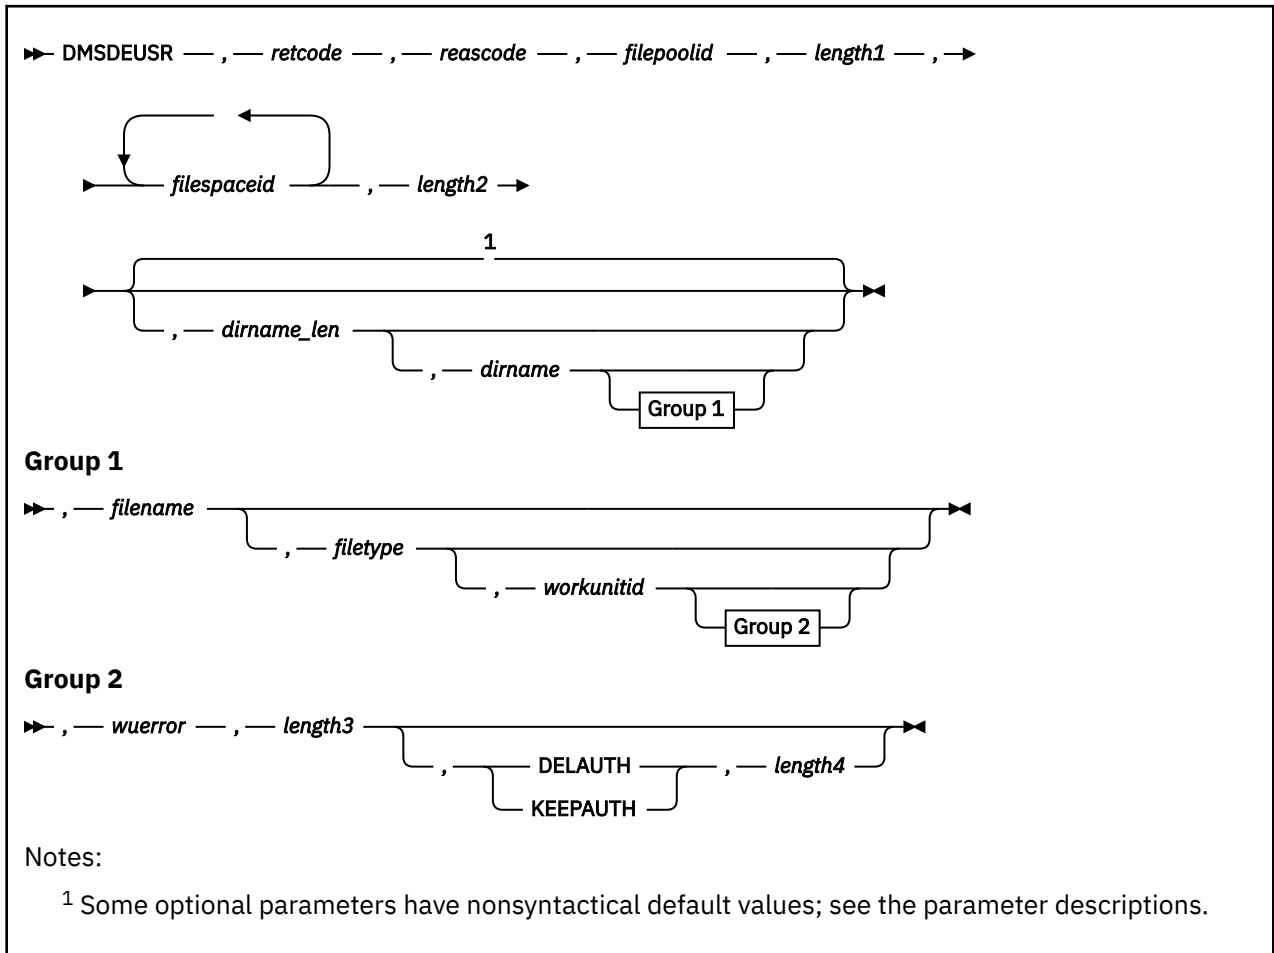 DMSDEUSR , retcode , reascode , filepoolid , length1 ,
filespaceid , length2
1
, dirname_len
, dirname
Group 1
Group 1
, filename
, filetype
, workunitid
Group 2
Group 2
, wuerror , length3
, DELAUTH , length4
KEEPAUTH
Notes:
1 Some optional parameters have nonsyntactical default values; see the parameter descriptions.